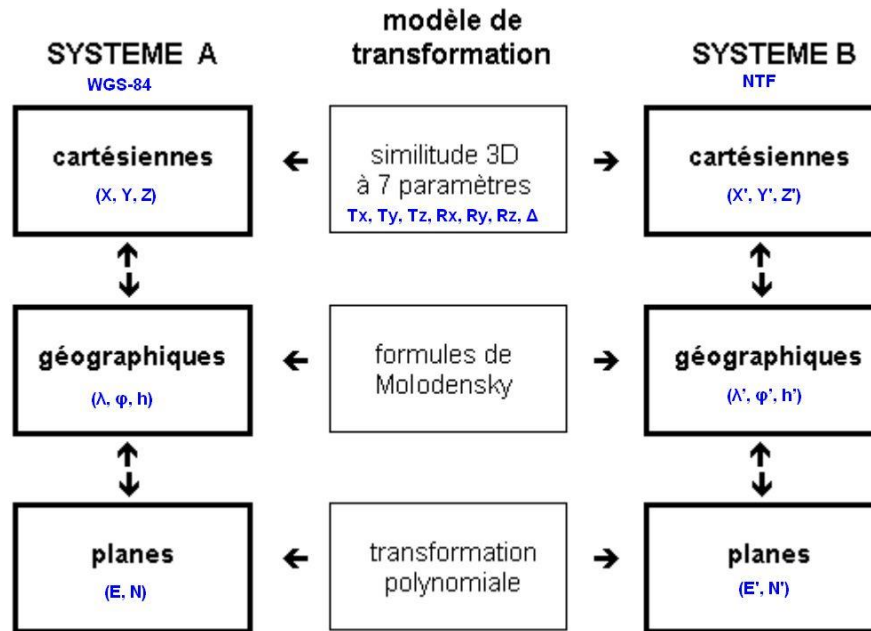 modèle de
transformation
SYSTEME A
WGS-84
SYSTEME B
NTF
cartésiennes
(X, Y, Z)
similitude 3D
à 7 paramètres
Tx, Ty, Tz, Rx, Ry, Rz, Δ
cartésiennes
(X', Y', Z')
géographiques
(λ, φ, h)
formules de
Molodensky
géographiques
(λ', φ', h')
planes
(E, N)
transformation
polynomiale
planes
(E', N')